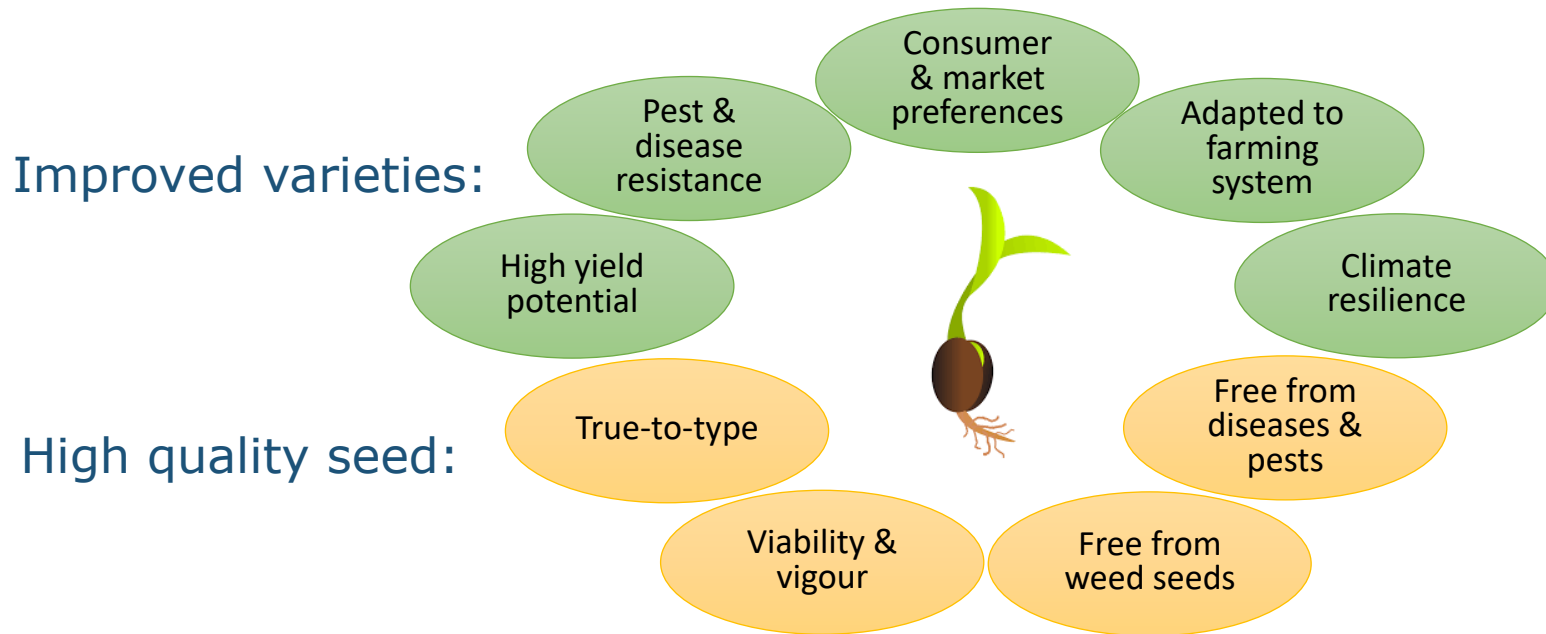 Consumer
& market
preferences
Pest &
disease
resistance
Adapted to
farming
system
Improved varieties:
High yield
potential
Climate
resilience
True-to-type
Free from
diseases &
pests
High quality seed:
Viability &
vigour
Free from
weed seeds